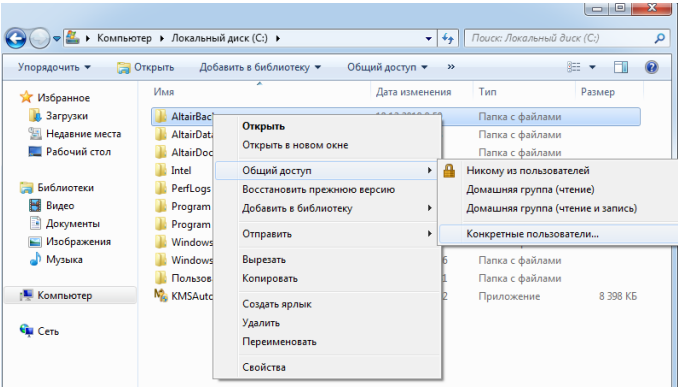 Компьютер ▸ Локальный диск (C:) ▸
Поиск: Локальный диск (C:)
Упорядочить Открыть Добавить в библиотеку Общий доступ »
Имя Дата изменения Тип Размер
Избранное
Загрузки
Недавние места
Рабочий стол
Библиотеки
Видео
Документы
Изображения
Музыка
Компьютер
Сеть
AltairBac Папка с файлами
AltairDat Папка с файлами
AltairDoc Папка с файлами
Intel
PerfLogs
Program
Program
Windows
Windows 6 Папка с файлами
Пользов 1 Папка с файлами
KMSAuto 2 Приложение 8 398 КБ
Открыть
Открыть в новом окне
Общий доступ
Восстановить прежнюю версию
Добавить в библиотеку
Отправить
Вырезать
Копировать
Создать ярлык
Удалить
Переименовать
Свойства
Никому из пользователей
Домашняя группа (чтение)
Домашняя группа (чтение и запись)
Конкретные пользователи...